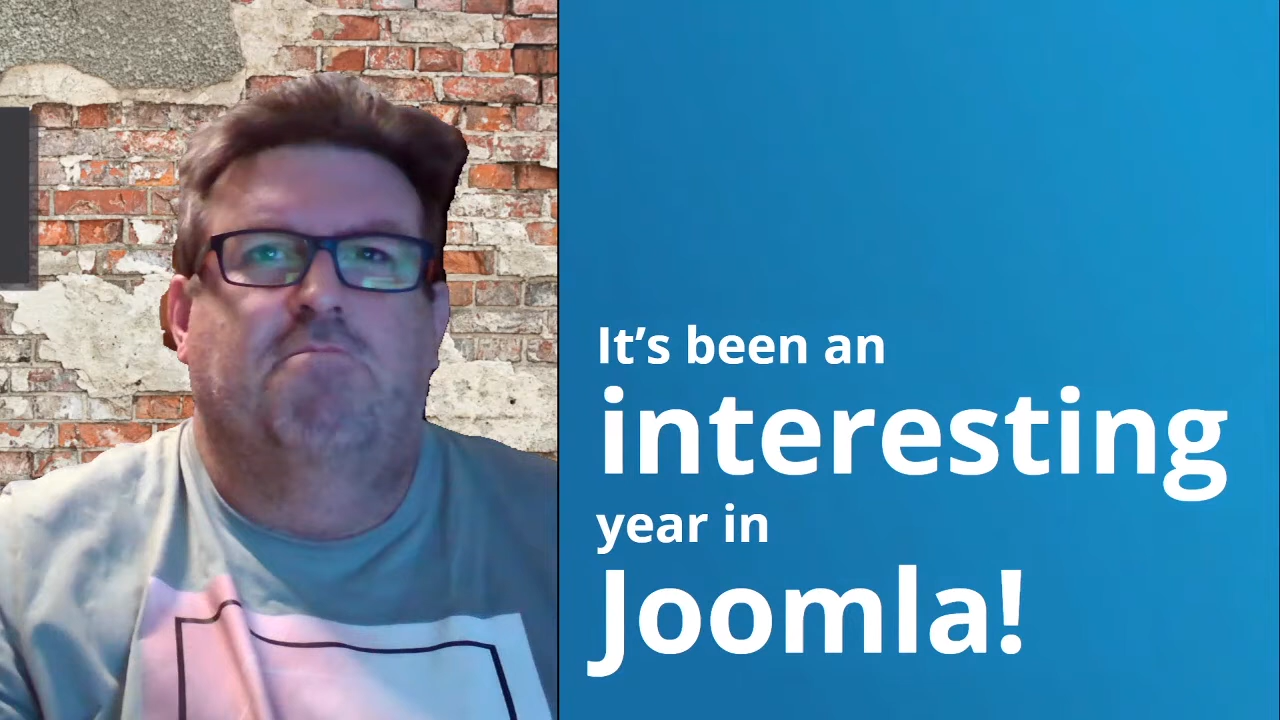 It’s been an
interesting
year in
Joomla!